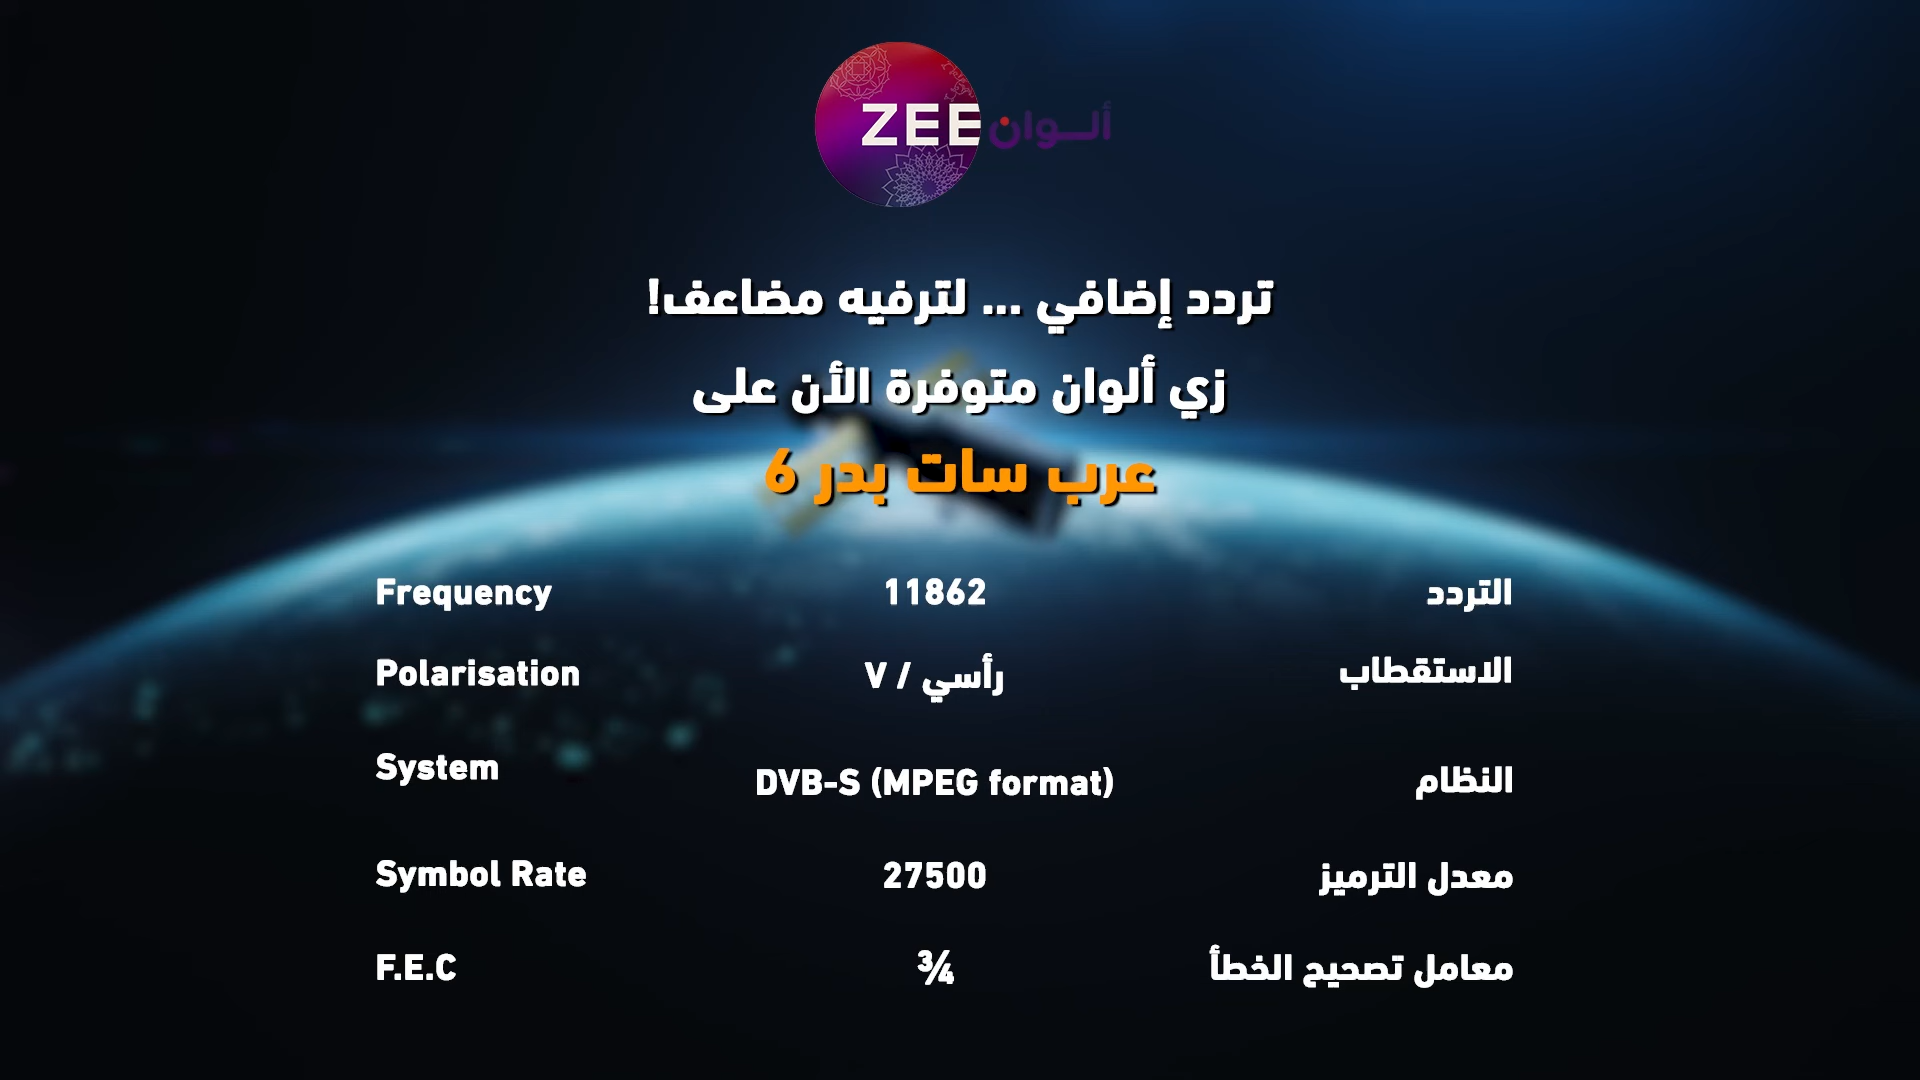 ZEE ألوان
تردد إضافي ... لترفيه مضاعف!
زي ألوان متوفرة الأن على
عرب سات بدر 6
Frequency 11862 التردد
Polarisation رأسي / V الاستقطاب
System DVB-S (MPEG format) النظام
Symbol Rate 27500 معدل الترميز
F.E.C ¾ معامل تصحيح الخطأ